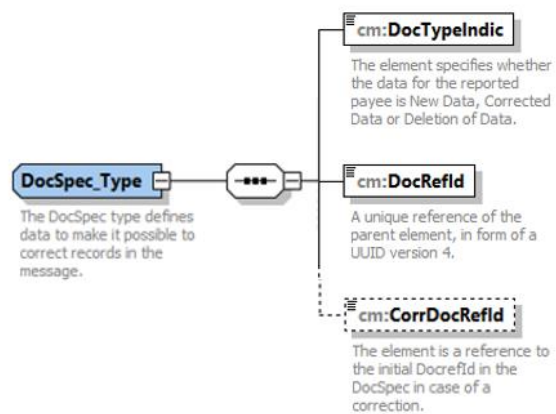 cm:DocTypeIndic
The element specifies whether
the data for the reported
payee is New Data, Corrected
Data or Deletion of Data.
DocSpec_Type
The DocSpec type defines
data to make it possible to
correct records in the
message.
cm:DocRefId
A unique reference of the
parent element, in form of a
UUID version 4.
cm:CorrDocRefId
The element is a reference to
the initial DocrefId in the
DocSpec in case of a
correction.